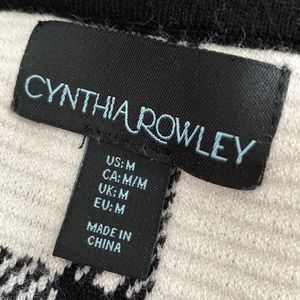 CYNTHIA ROWLEY
US: M
CA: M/M
UK: M
EU: M
MADE IN
CHINA